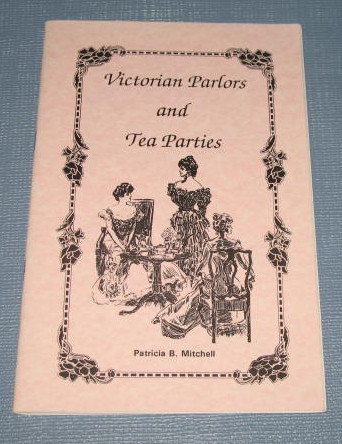 Victorian Parlors
and
Tea Parties
Patricia B. Mitchell